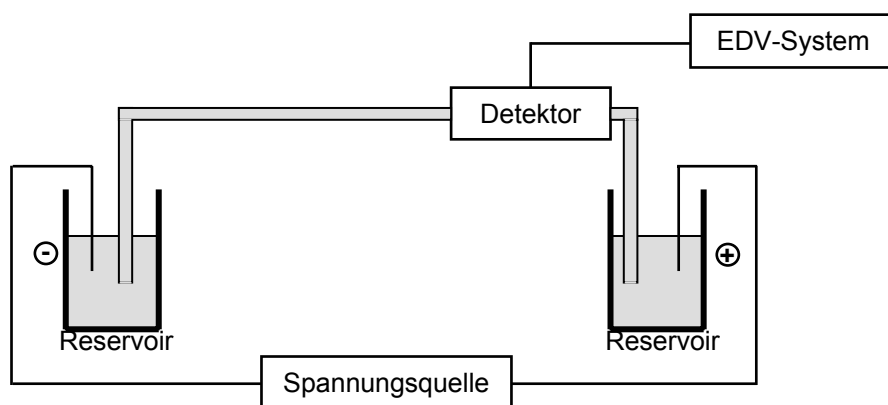 EDV-System
Detektor
-
+
Reservoir
Reservoir
Spannungsquelle